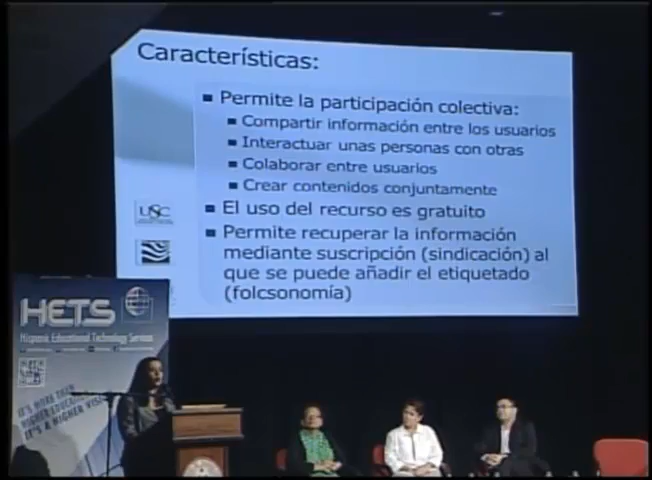 Características:
Permite la participación colectiva:
Compartir información entre los usuarios
Interactuar unas personas con otras
Colaborar entre usuarios
Crear contenidos conjuntamente
El uso del recurso es gratuito
Permite recuperar la información
mediante suscripción (sindicación) al
que se puede añadir el etiquetado
(folcsonomía)
USC
HETS
Hispanic Educational Technology Services
IT'S MORE THAN
HIGHER EDUCATION
IT'S A HIGHER VISION